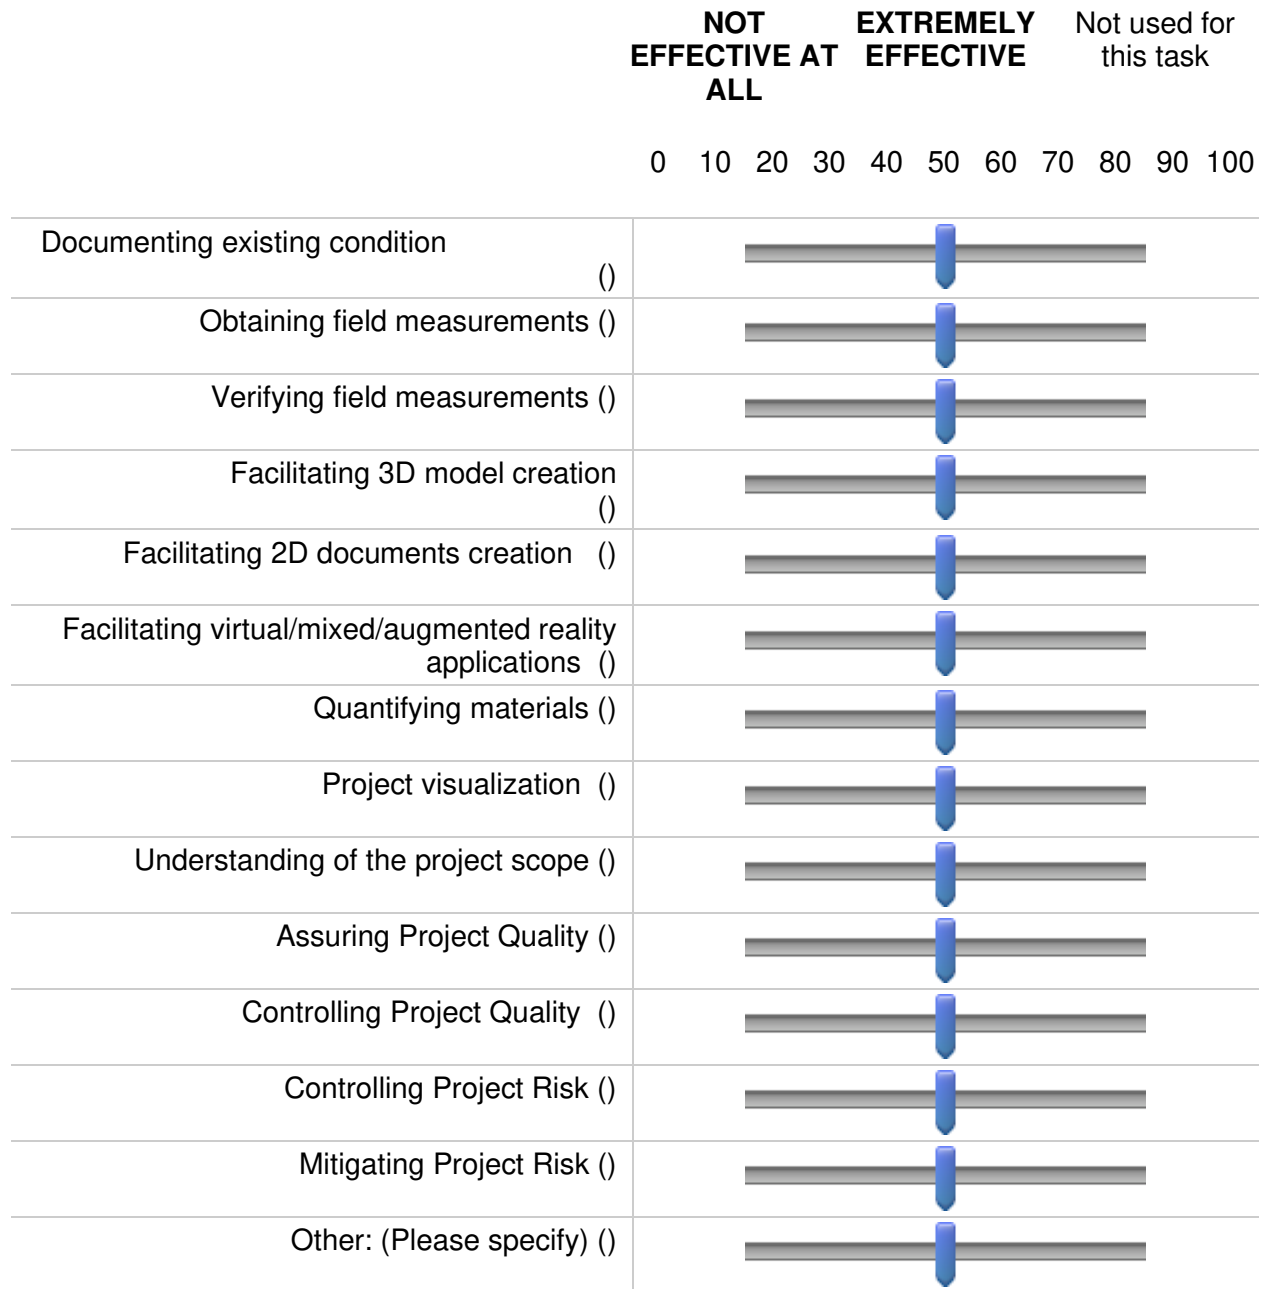 NOT EFFECTIVE AT ALL
EXTREMELY EFFECTIVE
Not used for this task
0 10 20 30 40 50 60 70 80 90 100
Documenting existing condition
()
Obtaining field measurements ()
Verifying field measurements ()
Facilitating 3D model creation
()
Facilitating 2D documents creation ()
Facilitating virtual/mixed/augmented reality
applications ()
Quantifying materials ()
Project visualization ()
Understanding of the project scope ()
Assuring Project Quality ()
Controlling Project Quality ()
Controlling Project Risk ()
Mitigating Project Risk ()
Other: (Please specify) ()